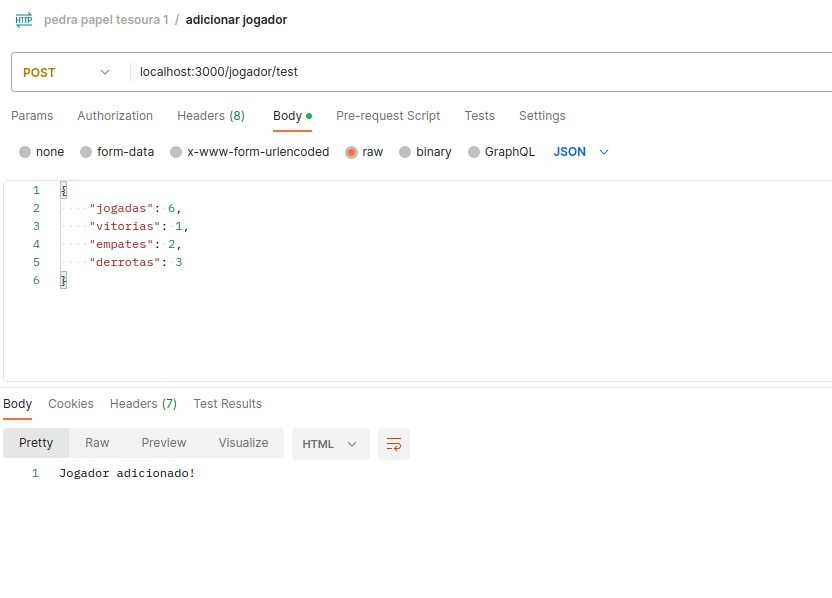 HTTP pedra papel tesoura 1 / adicionar jogador
POST localhost:3000/jogador/test
Params Authorization Headers (8) Body Pre-request Script Tests Settings
none form-data x-www-form-urlencoded raw binary GraphQL JSON
1 {
2 "jogadas": 6,
3 "vitorias": 1,
4 "empates": 2,
5 "derrotas": 3
6 }
Body Cookies Headers (7) Test Results
Pretty Raw Preview Visualize HTML
1 Jogador adicionado!